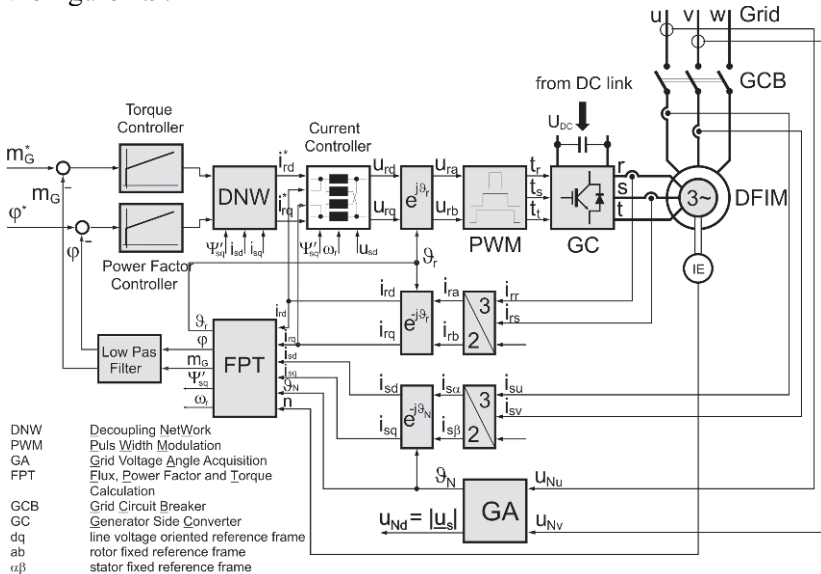 u v w Grid
GCB
from DC link
U_DC
Torque
Controller
Current
Controller
m*_G
m_G
-
DNW
i*_rd
i*_rq
u_rd
u_rq
e^jϑr
u_ra
u_rb
PWM
t_r
t_s
t_t
GC
r
s
t
3~
DFIM
IE
φ*
φ
-
Power Factor
Controller
Ψ'_sq i_sd i_sq
Ψ'_sq ω_r u_sd
ϑ_r
i_rd
i_rq
e^-jϑr
i_ra
i_rb
3
2
i_rr
i_rs
Low Pas
Filter
ϑ_r
φ
m_G
Ψ'_sq
ω_r
FPT
i_rd
i_rq
i_sd
i_sq
ϑ_N
n
i_sd
i_sq
e^-jϑN
i_sα
i_sβ
3
2
i_su
i_sv
ϑ_N
u_Nd = |u_s|
GA
u_Nu
u_Nv
DNW Decoupling NetWork
PWM Puls Width Modulation
GA Grid Voltage Angle Acquisition
FPT Flux, Power Factor and Torque
Calculation
GCB Grid Circuit Breaker
GC Generator Side Converter
dq line voltage oriented reference frame
ab rotor fixed reference frame
αβ stator fixed reference frame